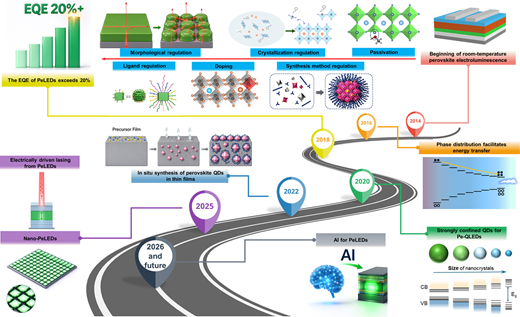 EQE 20%+
Morphological regulation
Crystallization regulation
Passivation
Ligand regulation
Doping
Synthesis method regulation
The EQE of PeLEDs exceeds 20%
Beginning of room-temperature
perovskite electroluminescence
2014
2016
2018
Phase distribution facilitates
energy transfer
Precursor Film
Electrically driven lasing
from PeLEDs
In situ synthesis of perovskite QDs
in thin films
2020
2022
2025
Strongly confined QDs for
Pe-QLEDs
Nano-PeLEDs
2026
and
future
AI for PeLEDs
AI
Size of nanocrystals
CB
VB
Eg